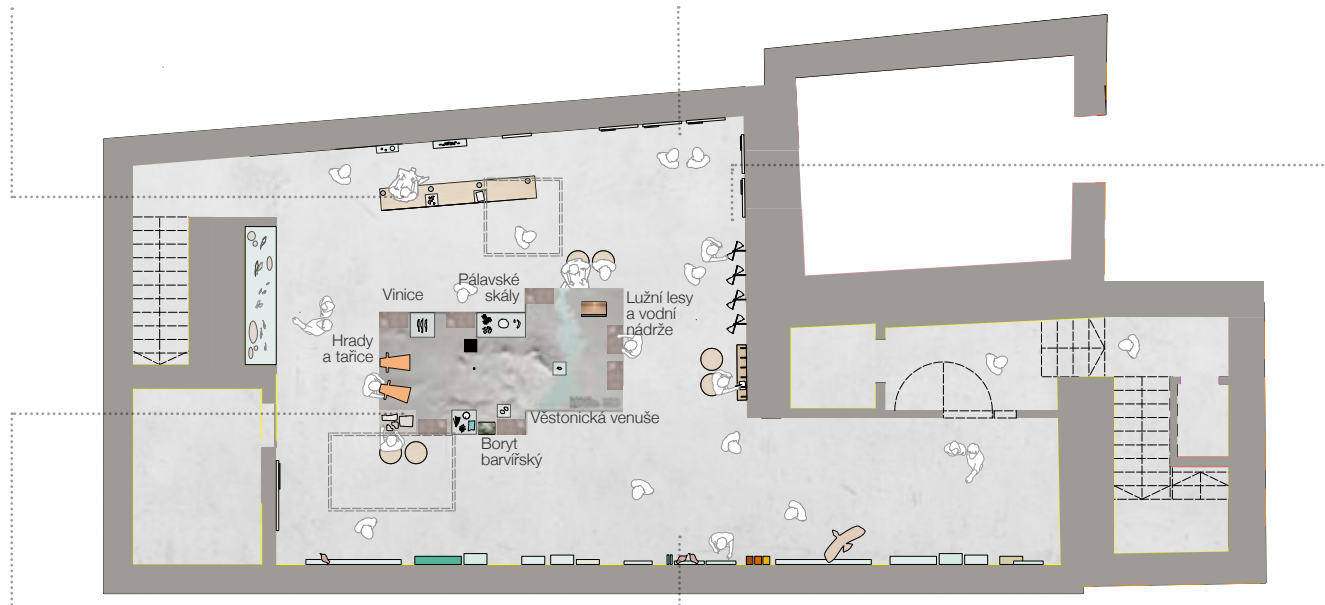 Vinice
Pálavské
skály
Lužní lesy
a vodní
nádrže
Hrady
a tařice
Věstonická venuše
Boryt
barvířský